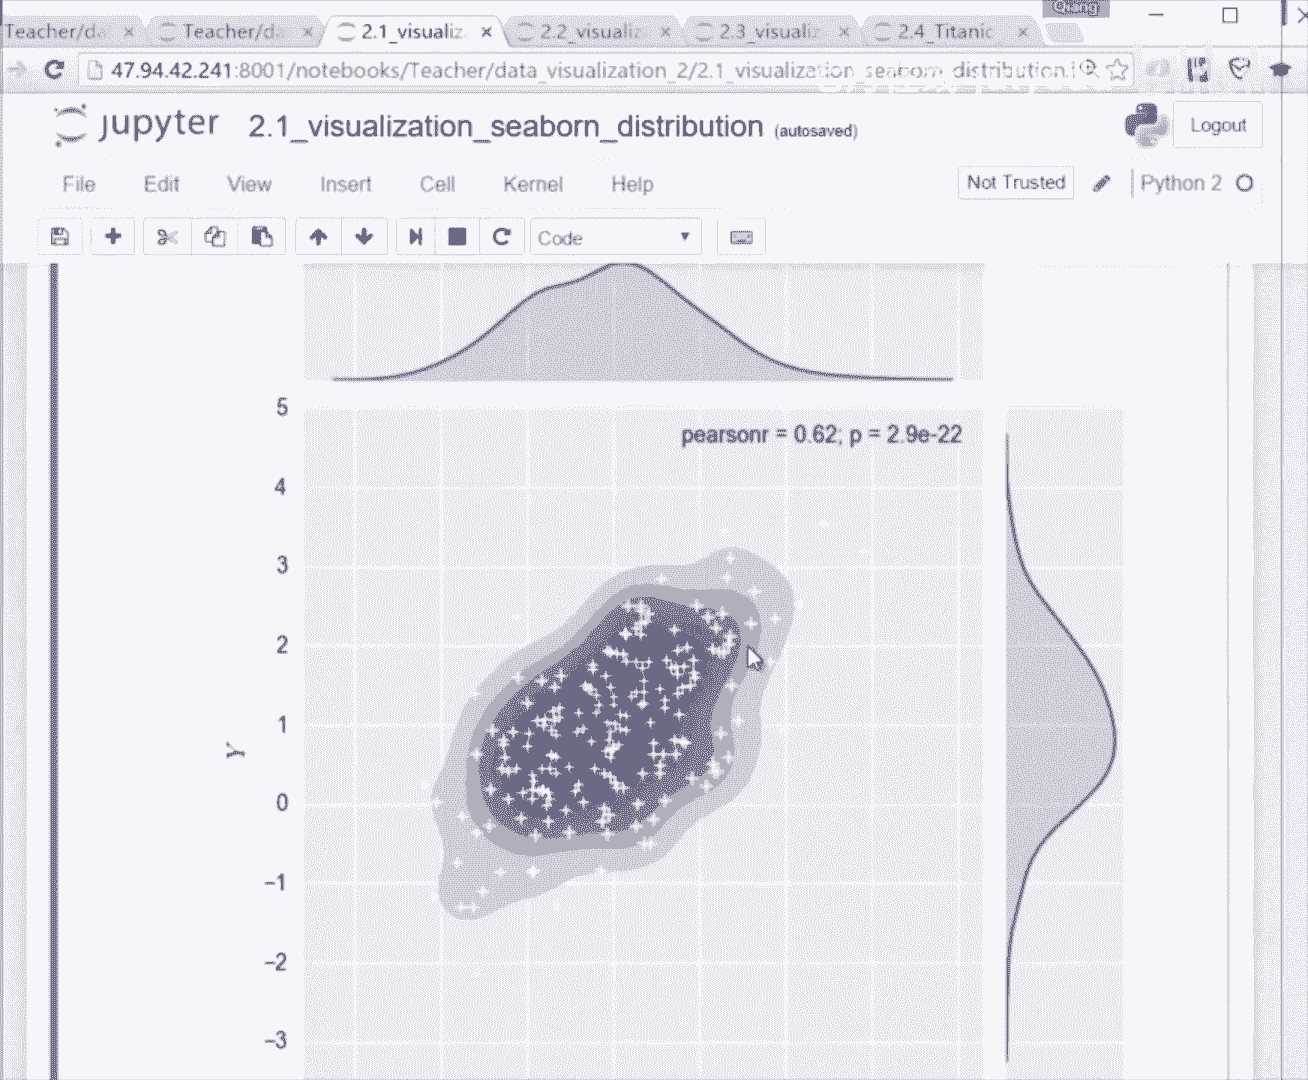 Qiang
Teacher/da
Teacher/da
2.1_visualiz
2.2_visualiz
2.3_visualiz
2.4_Titanic
47.94.42.241:8001/notebooks/Teacher/data_visualization_2/2.1_visualization_seaborn_distribution.i
jupyter 2.1_visualization_seaborn_distribution (autosaved)
Logout
File Edit View Insert Cell Kernel Help
Not Trusted
Python 2
Code
5
pearsonr = 0.62; p = 2.9e-22
4
3
2
1
Y
0
−1
−2
−3